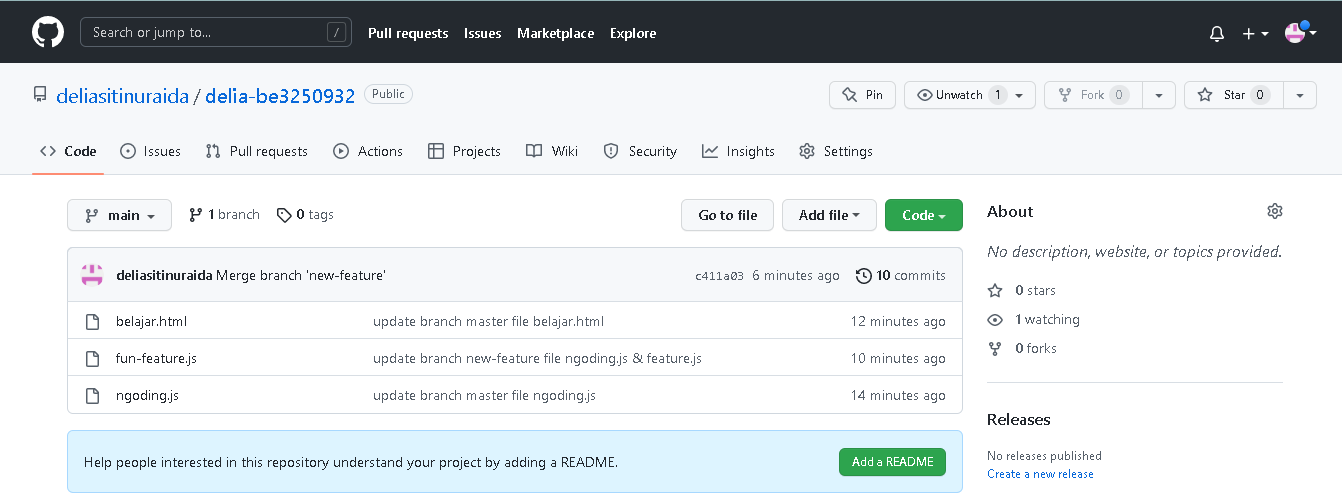 Search or jump to... / Pull requests Issues Marketplace Explore
deliasitinuraida / delia-be3250932 Public Pin Unwatch 1 Fork 0 Star 0
Code Issues Pull requests Actions Projects Wiki Security Insights Settings
main 1 branch 0 tags Go to file Add file Code
deliasitinuraida Merge branch 'new-feature' c411a03 6 minutes ago 10 commits
belajar.html update branch master file belajar.html 12 minutes ago
fun-feature.js update branch new-feature file ngoding.js & feature.js 10 minutes ago
ngoding.js update branch master file ngoding.js 14 minutes ago
Help people interested in this repository understand your project by adding a README. Add a README
About
No description, website, or topics provided.
0 stars
1 watching
0 forks
Releases
No releases published
Create a new release